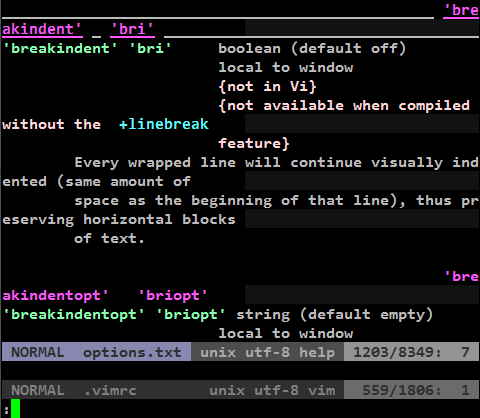 'bre
akindent' 'bri'
'breakindent' 'bri' boolean (default off)
local to window
{not in Vi}
{not available when compiled
without the +linebreak
feature}
Every wrapped line will continue visually ind
ented (same amount of
space as the beginning of that line), thus pr
eserving horizontal blocks
of text.
'bre
akindentopt' 'briopt'
'breakindentopt' 'briopt' string (default empty)
local to window
NORMAL options.txt unix utf-8 help 1203/8349: 7
NORMAL .vimrc unix utf-8 vim 559/1806: 1
: